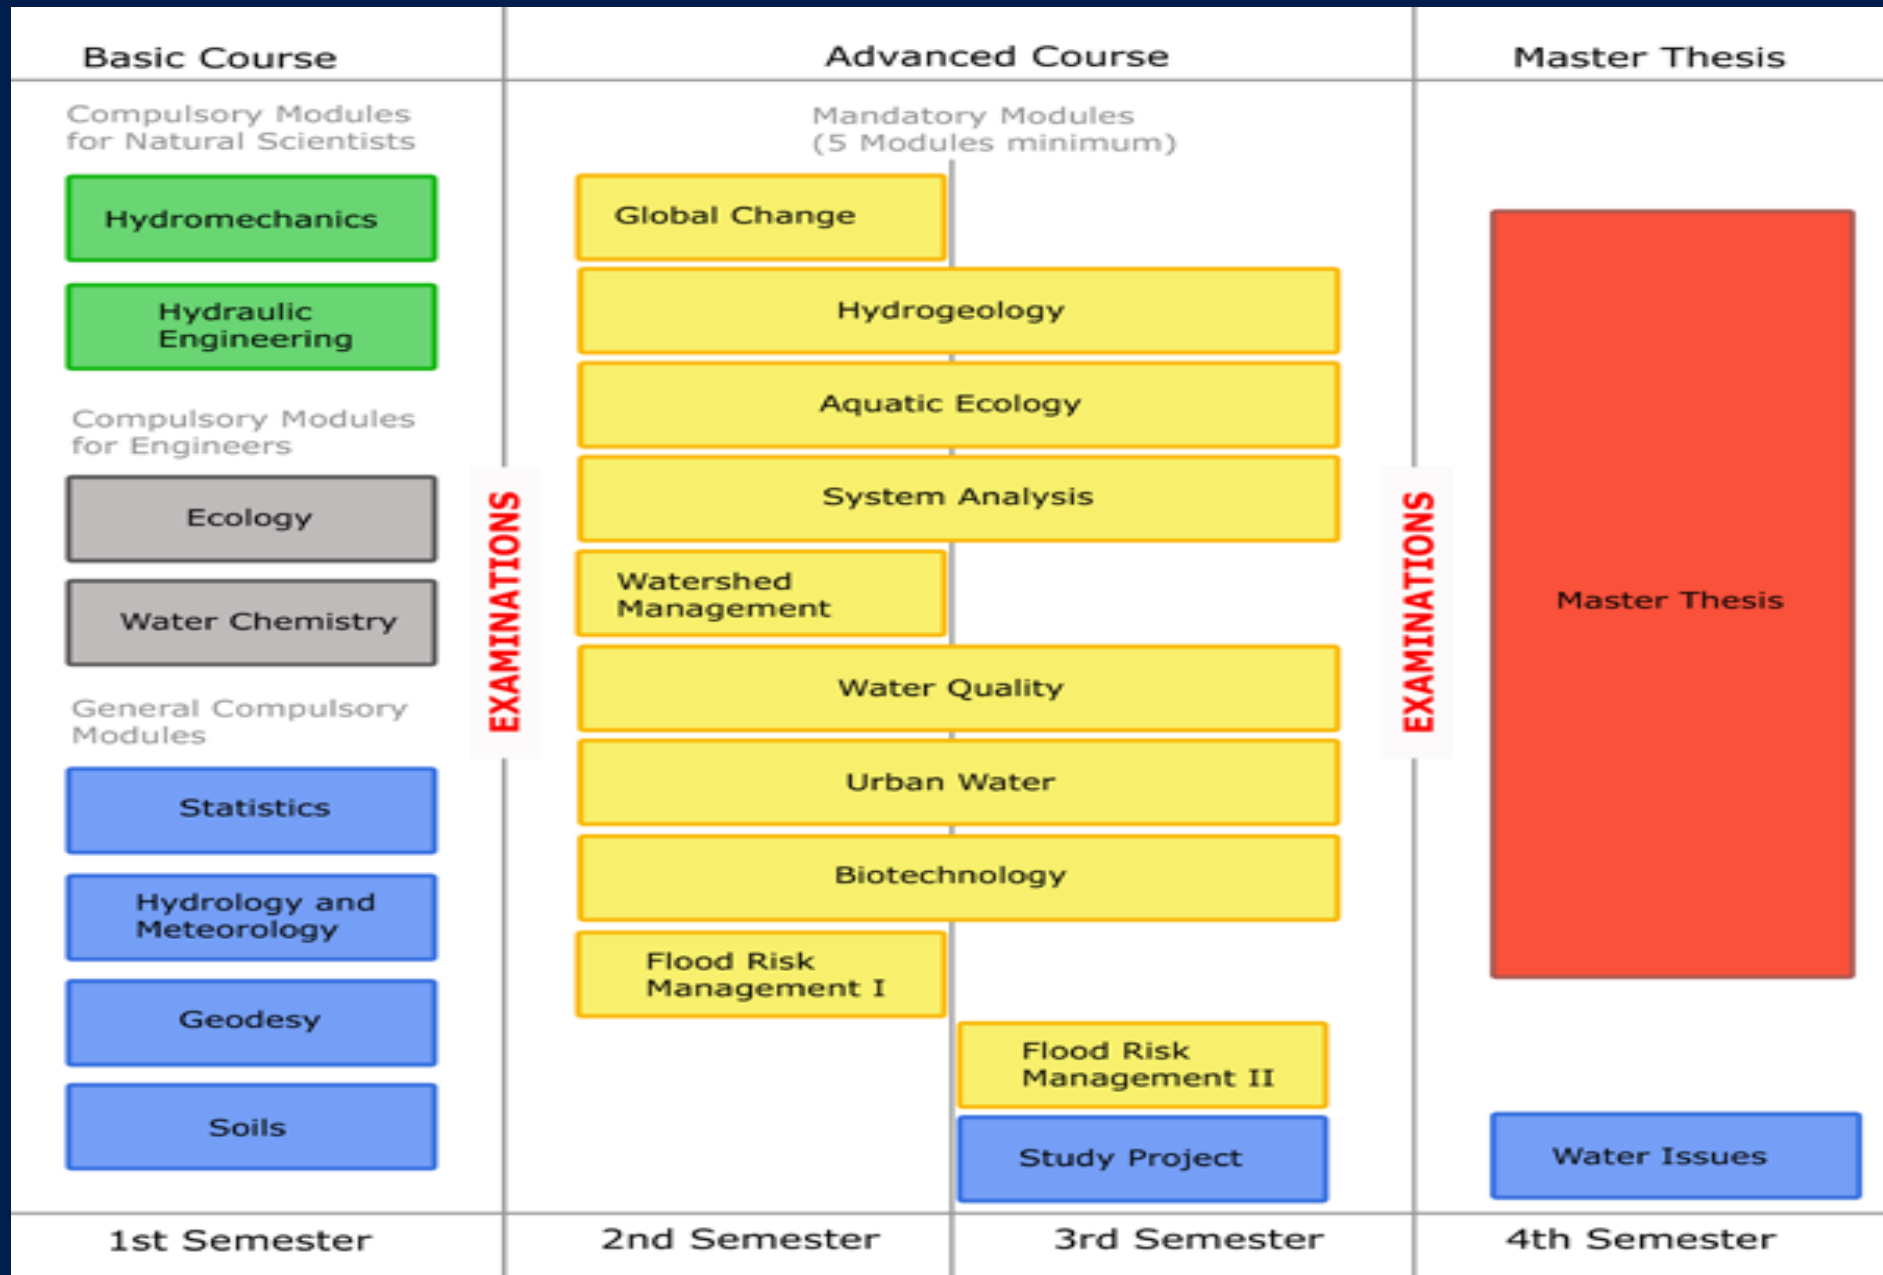 Basic Course
Advanced Course
Master Thesis
Compulsory Modules
for Natural Scientists
Hydromechanics
Hydraulic
Engineering
Compulsory Modules
for Engineers
Ecology
Water Chemistry
General Compulsory
Modules
Statistics
Hydrology and
Meteorology
Geodesy
Soils
EXAMINATIONS
Mandatory Modules
(5 Modules minimum)
Global Change
Hydrogeology
Aquatic Ecology
System Analysis
Watershed
Management
Water Quality
Urban Water
Biotechnology
Flood Risk
Management I
Flood Risk
Management II
Study Project
EXAMINATIONS
Master Thesis
Water Issues
1st Semester
2nd Semester
3rd Semester
4th Semester